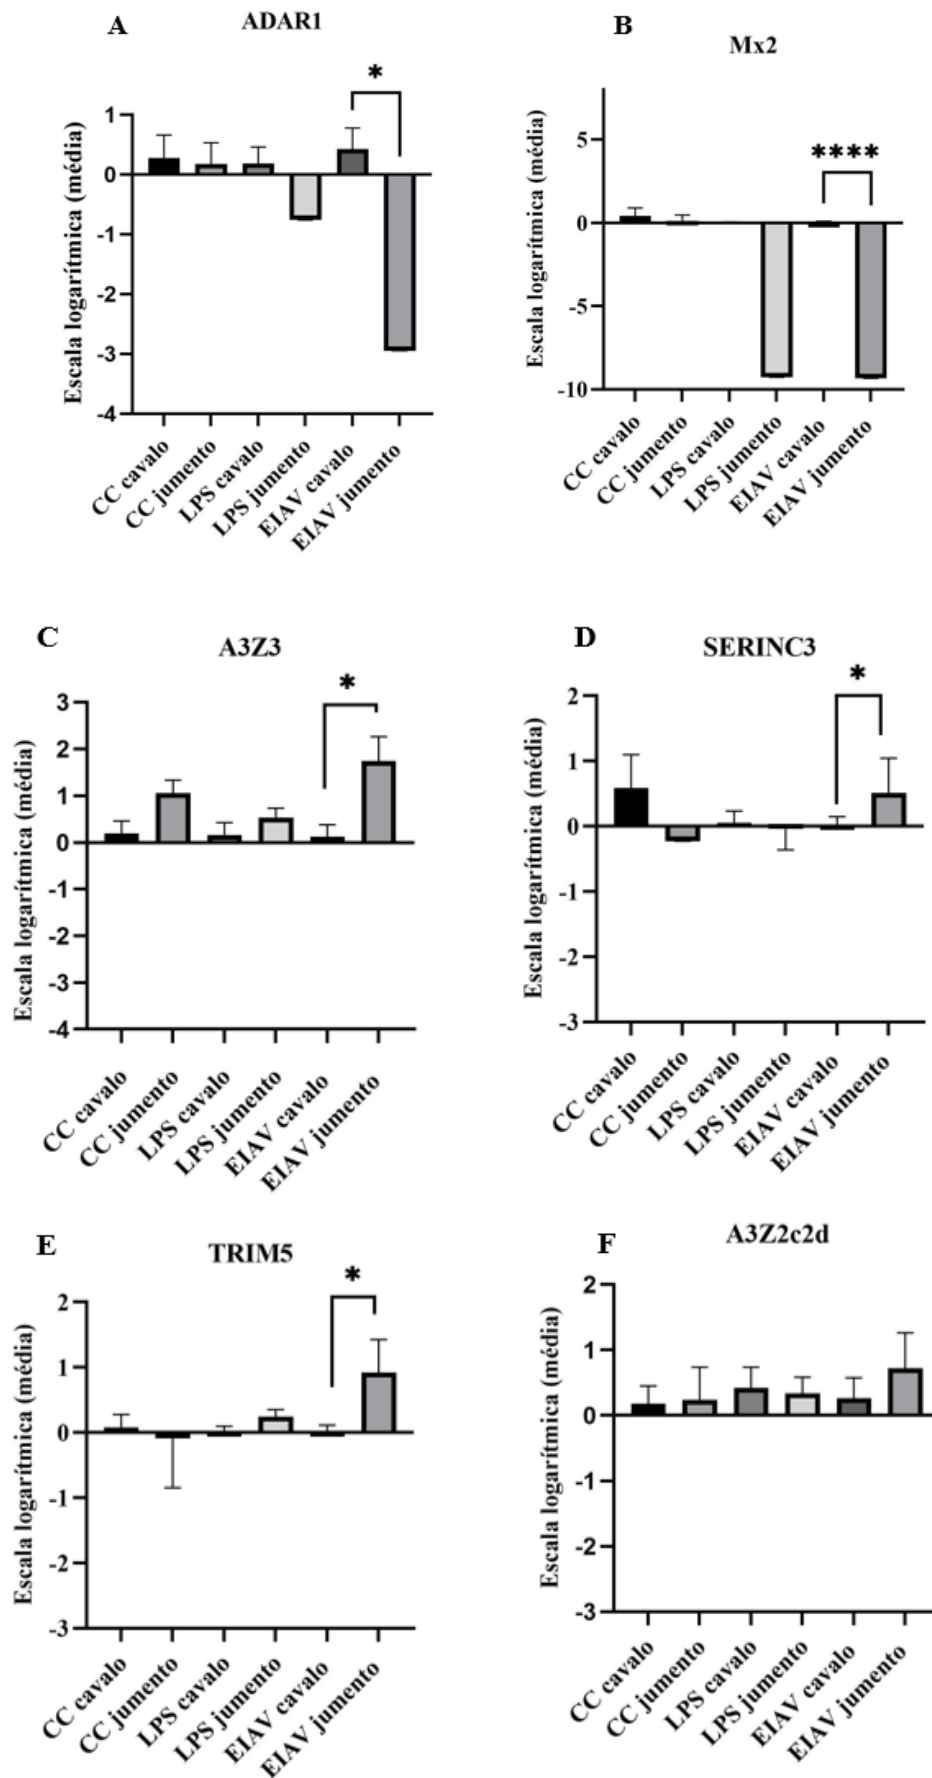 A
ADAR1
*
Escala logarítmica (média)
1
0
-1
-2
-3
-4
CC cavalo
CC jumento
LPS cavalo
LPS jumento
EIAV cavalo
EIAV jumento
B
Mx2
****
Escala logarítmica (média)
5
0
-5
-10
CC cavalo
CC jumento
LPS cavalo
LPS jumento
EIAV cavalo
EIAV jumento
C
A3Z3
*
Escala logarítmica (média)
3
2
1
0
-1
-2
-3
-4
CC cavalo
CC jumento
LPS cavalo
LPS jumento
EIAV cavalo
EIAV jumento
D
SERINC3
*
Escala logarítmica (média)
2
1
0
-1
-2
-3
CC cavalo
CC jumento
LPS cavalo
LPS jumento
EIAV cavalo
EIAV jumento
E
TRIM5
*
Escala logarítmica (média)
2
1
0
-1
-2
-3
CC cavalo
CC jumento
LPS cavalo
LPS jumento
EIAV cavalo
EIAV jumento
F
A3Z2c2d
Escala logarítmica (média)
2
1
0
-1
-2
-3
CC cavalo
CC jumento
LPS cavalo
LPS jumento
EIAV cavalo
EIAV jumento